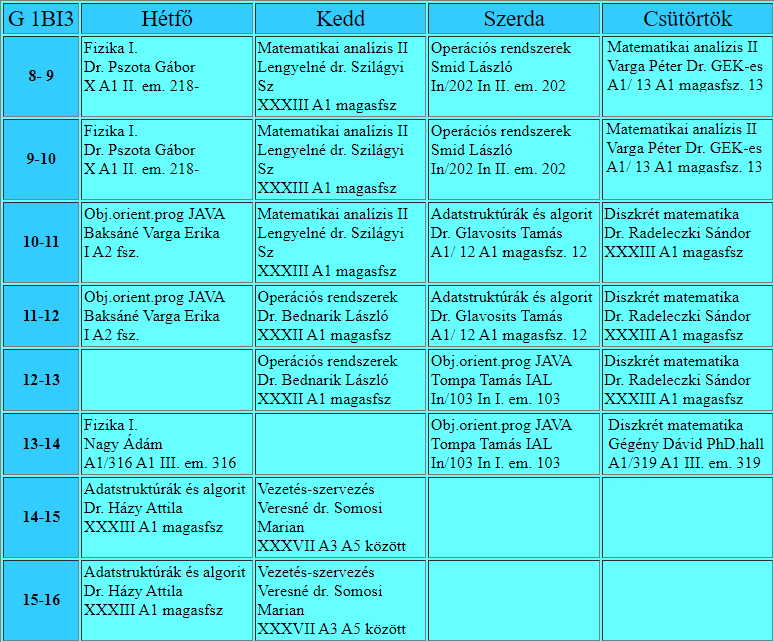 G 1BI3 Hétfő Kedd Szerda Csütörtök
8- 9
Fizika I.
Dr. Pszota Gábor
X A1 II. em. 218-
Matematikai analízis II
Lengyelné dr. Szilágyi
Sz
XXXIII A1 magasfsz
Operációs rendszerek
Smid László
In/202 In II. em. 202
Matematikai analízis II
Varga Péter Dr. GEK-es
A1/ 13 A1 magasfsz. 13
9-10
Fizika I.
Dr. Pszota Gábor
X A1 II. em. 218-
Matematikai analízis II
Lengyelné dr. Szilágyi
Sz
XXXIII A1 magasfsz
Operációs rendszerek
Smid László
In/202 In II. em. 202
Matematikai analízis II
Varga Péter Dr. GEK-es
A1/ 13 A1 magasfsz. 13
10-11
Obj.orient.prog JAVA
Baksáné Varga Erika
I A2 fsz.
Matematikai analízis II
Lengyelné dr. Szilágyi
Sz
XXXIII A1 magasfsz
Adatstruktúrák és algorit
Dr. Glavosits Tamás
A1/ 12 A1 magasfsz. 12
Diszkrét matematika
Dr. Radeleczki Sándor
XXXIII A1 magasfsz
11-12
Obj.orient.prog JAVA
Baksáné Varga Erika
I A2 fsz.
Operációs rendszerek
Dr. Bednarik László
XXXII A1 magasfsz
Adatstruktúrák és algorit
Dr. Glavosits Tamás
A1/ 12 A1 magasfsz. 12
Diszkrét matematika
Dr. Radeleczki Sándor
XXXIII A1 magasfsz
12-13
Operációs rendszerek
Dr. Bednarik László
XXXII A1 magasfsz
Obj.orient.prog JAVA
Tompa Tamás IAL
In/103 In I. em. 103
Diszkrét matematika
Dr. Radeleczki Sándor
XXXIII A1 magasfsz
13-14
Fizika I.
Nagy Ádám
A1/316 A1 III. em. 316
Obj.orient.prog JAVA
Tompa Tamás IAL
In/103 In I. em. 103
Diszkrét matematika
Gégény Dávid PhD.hall
A1/319 A1 III. em. 319
14-15
Adatstruktúrák és algorit
Dr. Házy Attila
XXXIII A1 magasfsz
Vezetés-szervezés
Veresné dr. Somosi
Marian
XXXVII A3 A5 között
15-16
Adatstruktúrák és algorit
Dr. Házy Attila
XXXIII A1 magasfsz
Vezetés-szervezés
Veresné dr. Somosi
Marian
XXXVII A3 A5 között